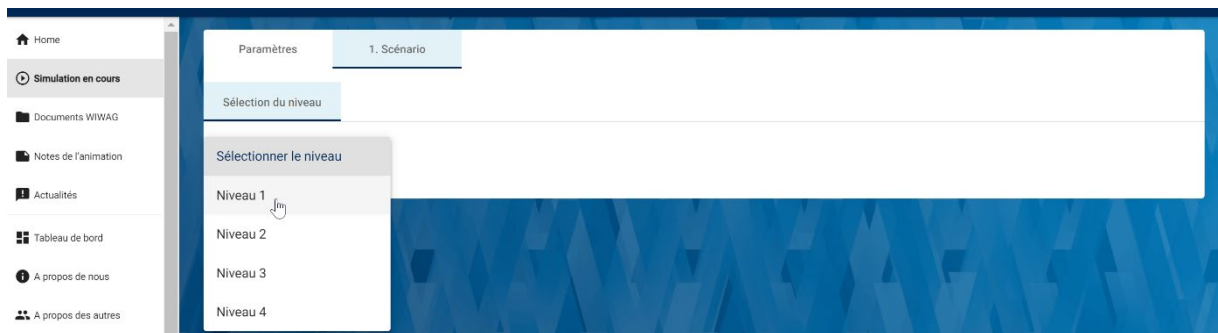 Home
Simulation en cours
Documents WIWAG
Notes de l'animation
Actualités
Tableau de bord
A propos de nous
A propos des autres
Paramètres
1. Scénario
Sélection du niveau
Sélectionner le niveau
Niveau 1
Niveau 2
Niveau 3
Niveau 4